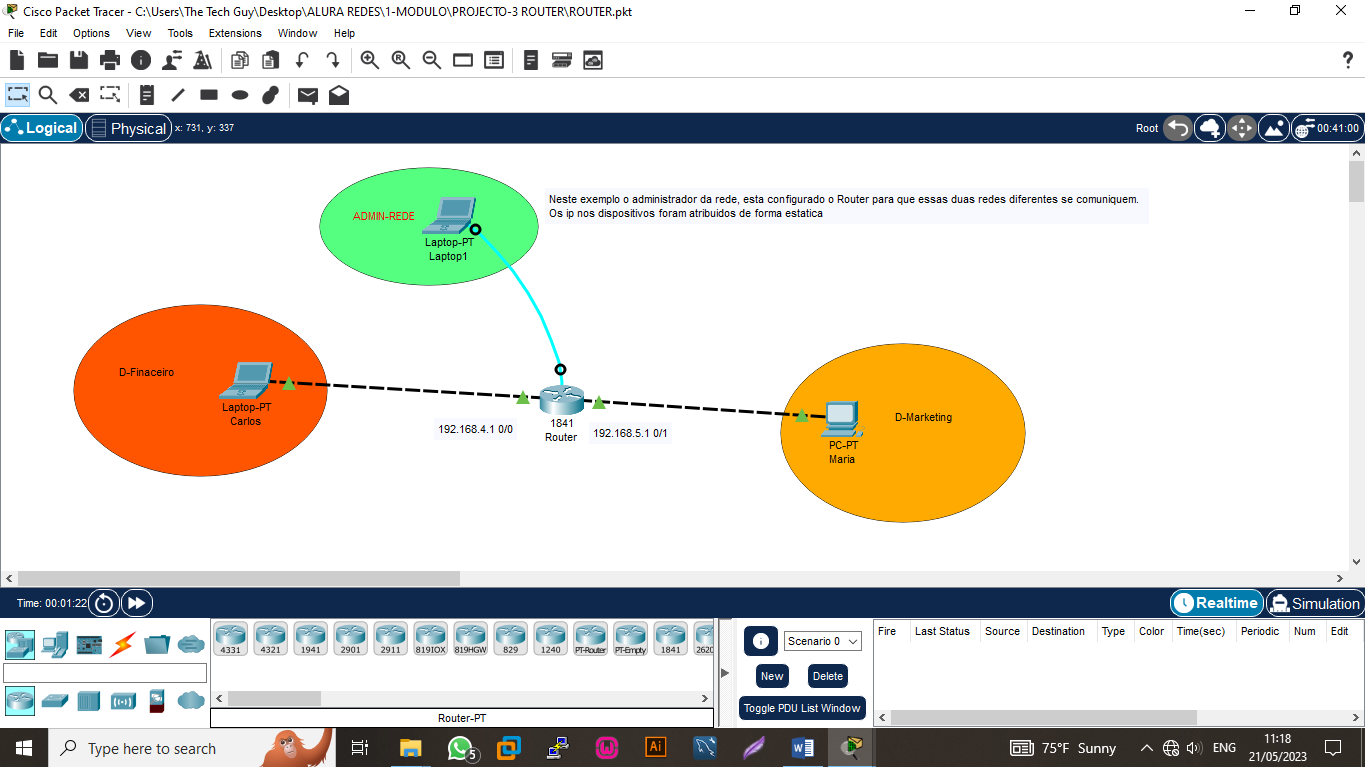 Cisco Packet Tracer - C:\Users\The Tech Guy\Desktop\ALURA REDES\1-MODULO\PROJECTO-3 ROUTER\ROUTER.pkt
File Edit Options View Tools Extensions Window Help
Logical Physical x: 731, y: 337 Root 00:41:00
Neste exemplo o administrador da rede, esta configurado o Router para que essas duas redes diferentes se comuniquem.
Os ip nos dispositivos foram atribuidos de forma estatica
ADMIN-REDE
Laptop-PT
Laptop1
D-Finaceiro
Laptop-PT
Carlos
192.168.4.1 0/0
1841
Router
192.168.5.1 0/1
D-Marketing
PC-PT
Maria
Time: 00:01:22 Realtime Simulation
4331 4321 1941 2901 2911 819IOX 819HGW 829 1240 PT-Router PT-Empty 1841 2620
Router-PT
Scenario 0
New Delete
Toggle PDU List Window
Fire Last Status Source Destination Type Color Time(sec) Periodic Num Edit
Type here to search
5
Ai
75°F Sunny
ENG
11:18
21/05/2023